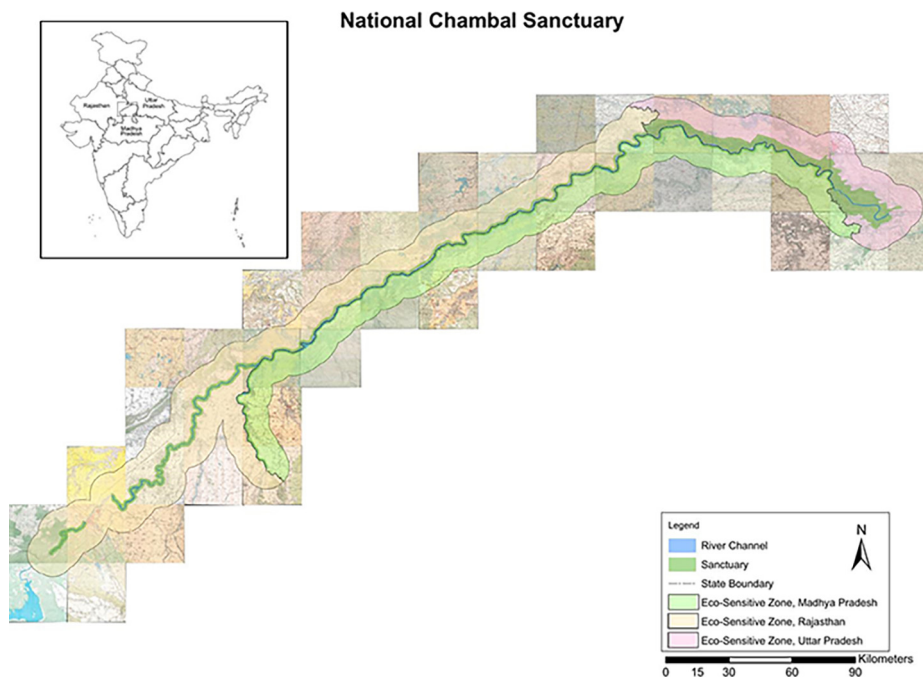 National Chambal Sanctuary
Rajasthan
Uttar
Pradesh
Madhya
Pradesh
Legend
River Channel
Sanctuary
State Boundary
Eco-Sensitive Zone, Madhya Pradesh
Eco-Sensitive Zone, Rajasthan
Eco-Sensitive Zone, Uttar Pradesh
N
Kilometers
0 15 30 60 90